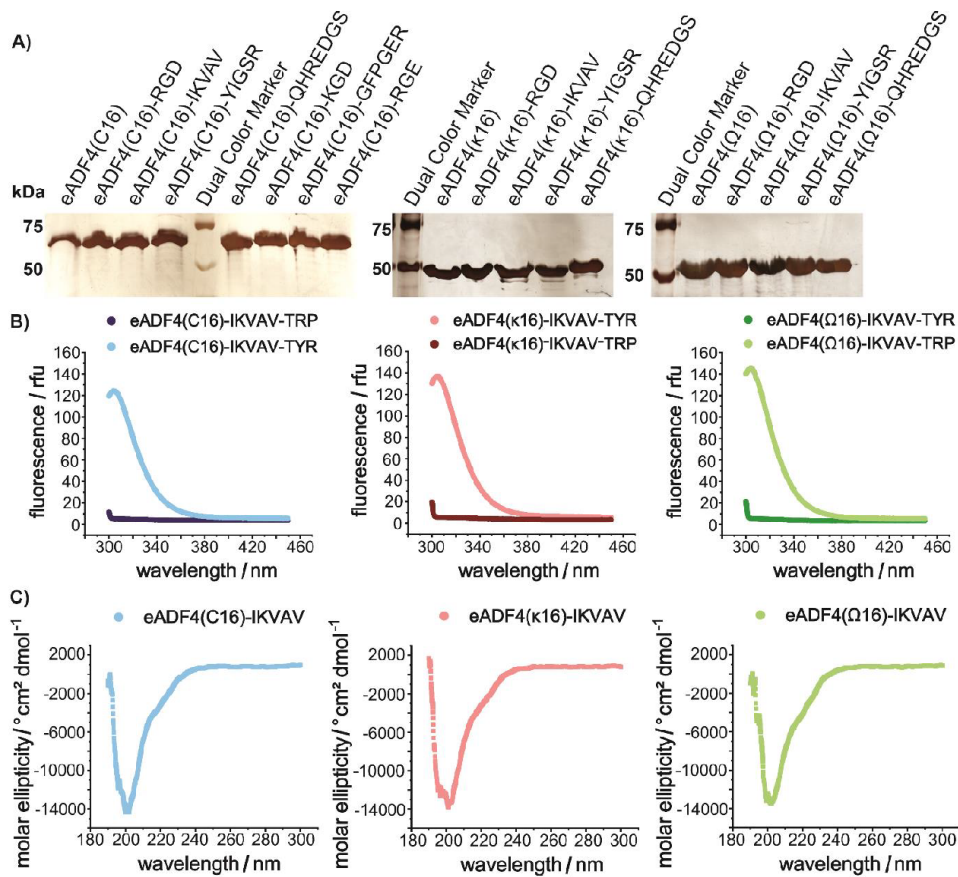 A)
eADF4(C16)
eADF4(C16)-RGD
eADF4(C16)-IKVAV
eADF4(C16)-YIGSR
Dual Color Marker
eADF4(C16)-QHREDGS
eADF4(C16)-KGD
eADF4(C16)-GFPGER
eADF4(C16)-RGE
Dual Color Marker
eADF4(κ16)
eADF4(κ16)-RGD
eADF4(κ16)-IKVAV
eADF4(κ16)-YIGSR
eADF4(κ16)-QHREDGS
Dual Color Marker
eADF4(Ω16)
eADF4(Ω16)-RGD
eADF4(Ω16)-IKVAV
eADF4(Ω16)-YIGSR
eADF4(Ω16)-QHREDGS
kDa
75
50
75
50
75
50
B)
eADF4(C16)-IKVAV-TRP
eADF4(C16)-IKVAV-TYR
fluorescence / rfu
160
140
120
100
80
60
40
20
0
300 340 380 420 460
wavelength / nm
eADF4(κ16)-IKVAV-TYR
eADF4(κ16)-IKVAV-TRP
fluorescence / rfu
160
140
120
100
80
60
40
20
0
300 340 380 420 460
wavelength / nm
eADF4(Ω16)-IKVAV-TYR
eADF4(Ω16)-IKVAV-TRP
fluorescence / rfu
160
140
120
100
80
60
40
20
0
300 340 380 420 460
wavelength / nm
C)
eADF4(C16)-IKVAV
molar ellipticity / ° cm² dmol⁻¹
2000
-2000
-6000
-10000
-14000
180 200 220 240 260 280 300
wavelength / nm
eADF4(κ16)-IKVAV
molar ellipticity / ° cm² dmol⁻¹
2000
-2000
-6000
-10000
-14000
180 200 220 240 260 280 300
wavelength / nm
eADF4(Ω16)-IKVAV
molar ellipticity / ° cm² dmol⁻¹
2000
-2000
-6000
-10000
-14000
180 200 220 240 260 280 300
wavelength / nm